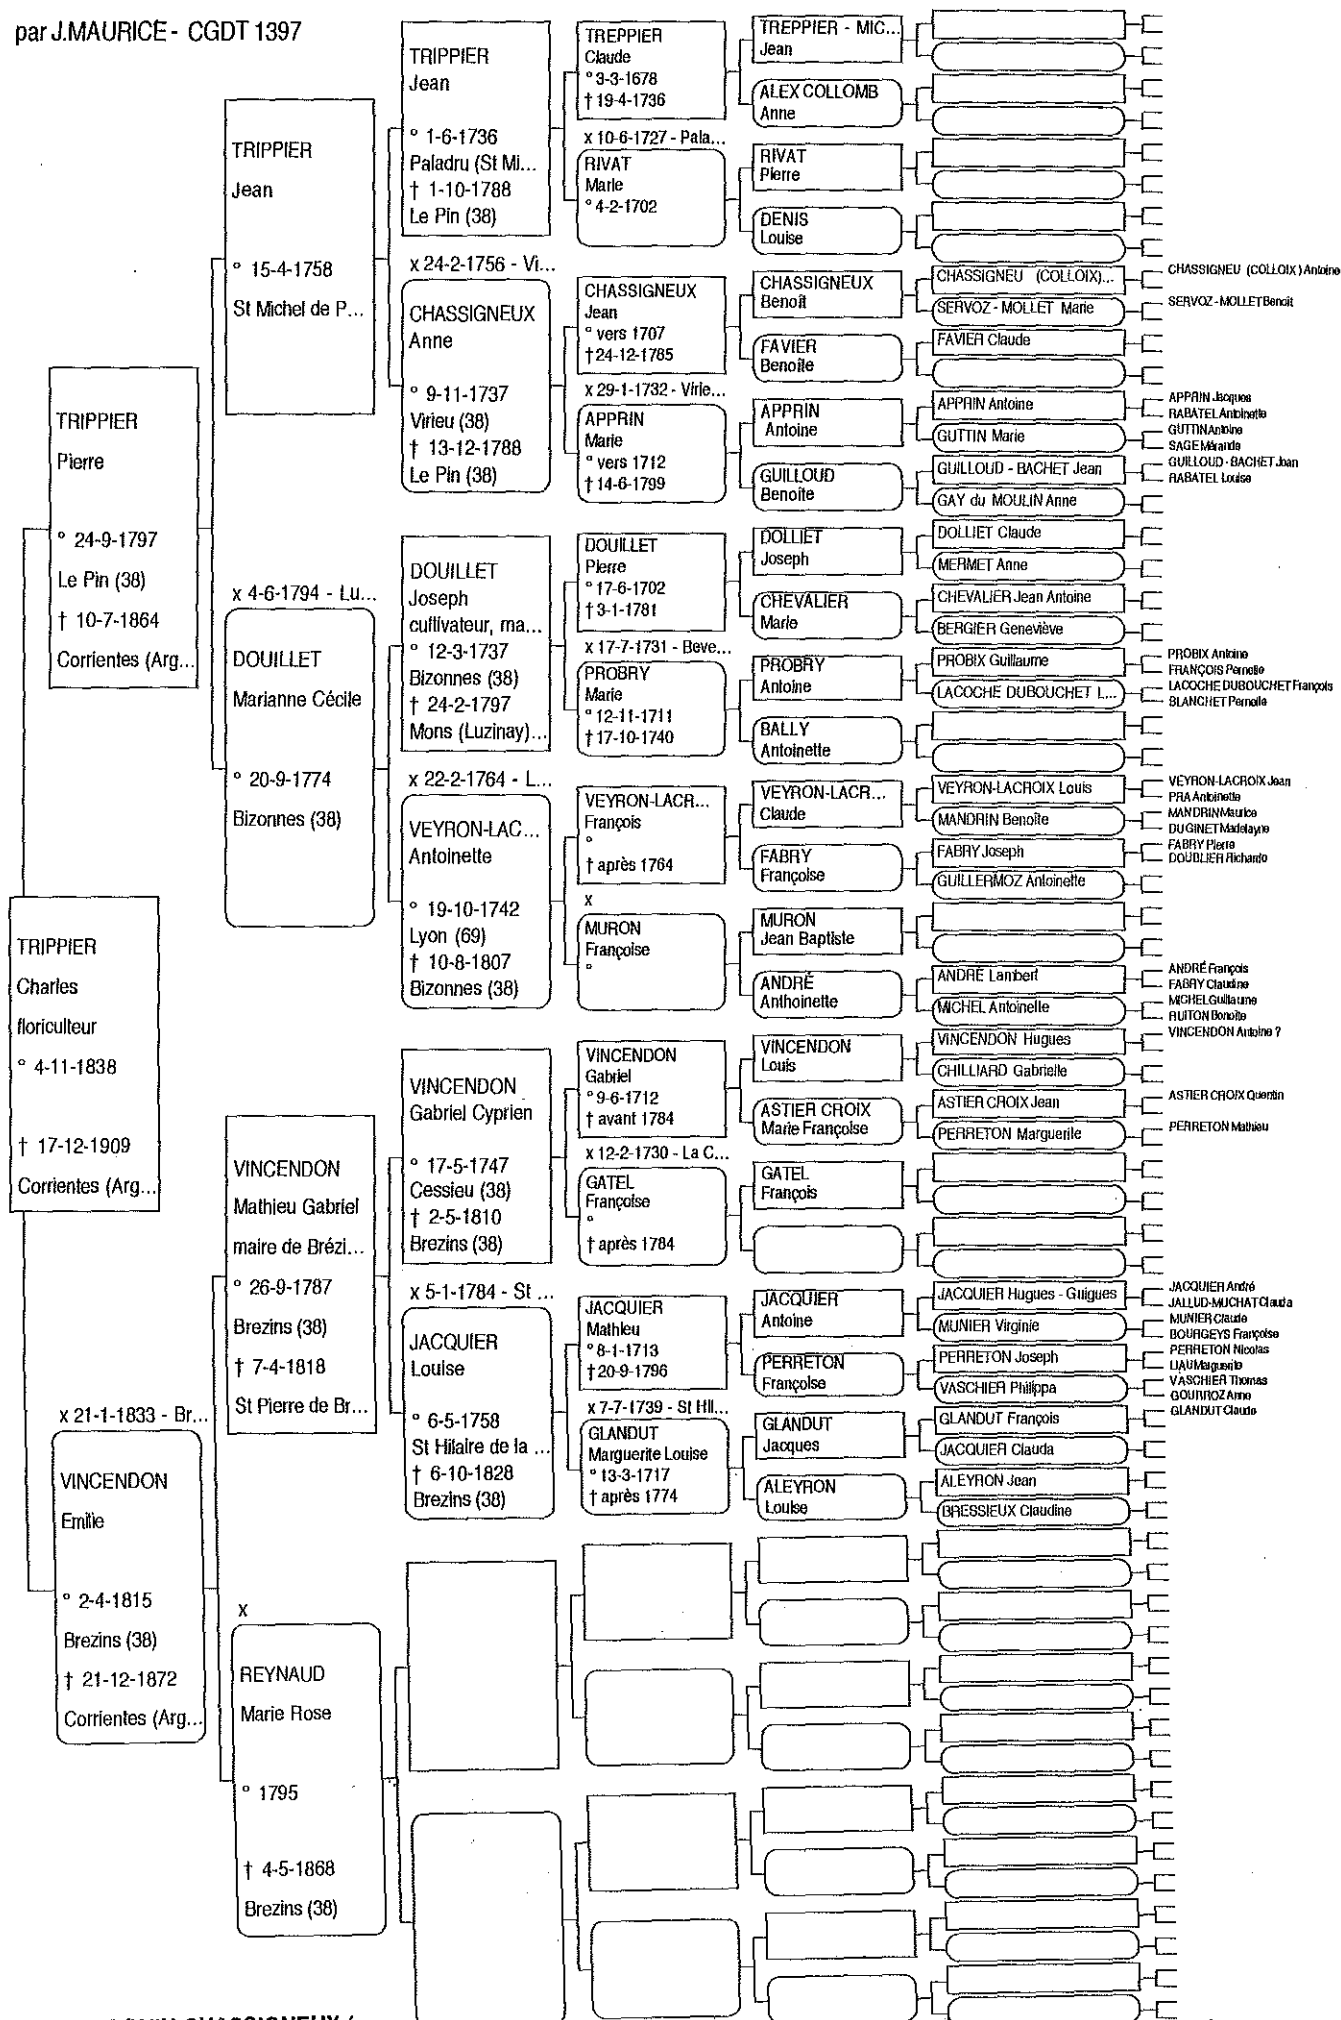 par J.MAURICE - CGDT 1397
TRIPPIER
Charles
floriculteur
° 4-11-1838
† 17-12-1909
Corrientes (Arg...
TRIPPIER
Pierre
° 24-9-1797
Le Pin (38)
† 10-7-1864
Corrientes (Arg...
x 21-1-1833 - Br...
VINCENDON
Emilie
° 2-4-1815
Brezins (38)
† 21-12-1872
Corrientes (Arg...
TRIPPIER
Jean
° 15-4-1758
St Michel de P...
x 4-6-1794 - Lu...
DOUILLET
Marianne Cécile
° 20-9-1774
Bizonnes (38)
VINCENDON
Mathieu Gabriel
maire de Brézi...
° 26-9-1787
Brezins (38)
† 7-4-1818
St Pierre de Br...
x
REYNAUD
Marie Rose
° 1795
† 4-5-1868
Brezins (38)
TRIPPIER
Jean
° 1-6-1736
Paladru (St Mi...
† 1-10-1788
Le Pin (38)
x 24-2-1756 - Vi...
CHASSIGNEUX
Anne
° 9-11-1737
Virieu (38)
† 13-12-1788
Le Pin (38)
DOUILLET
Joseph
cultivateur, ma...
° 12-3-1737
Bizonnes (38)
† 24-2-1797
Mons (Luzinay)...
x 22-2-1764 - L...
VEYRON-LAC...
Antoinette
° 19-10-1742
Lyon (69)
† 10-8-1807
Bizonnes (38)
VINCENDON
Gabriel Cyprien
° 17-5-1747
Cessieu (38)
† 2-5-1810
Brezins (38)
x 5-1-1784 - St ...
JACQUIER
Louise
° 6-5-1758
St Hilaire de la ...
† 6-10-1828
Brezins (38)
TREPPIER
Claude
° 3-3-1678
† 19-4-1736
x 10-6-1727 - Pala...
RIVAT
Marie
° 4-2-1702
CHASSIGNEUX
Jean
° vers 1707
† 24-12-1785
x 29-1-1732 - Virie...
APPRIN
Marie
° vers 1712
† 14-6-1799
DOUILLET
Pierre
° 17-6-1702
† 3-1-1781
x 17-7-1731 - Beve...
PROBRY
Marie
° 12-11-1711
† 17-10-1740
VEYRON-LACR...
François
°
† après 1764
x
MURON
Françoise
°
VINCENDON
Gabriel
° 9-6-1712
† avant 1784
x 12-2-1730 - La C...
GATEL
Françoise
°
† après 1784
JACQUIER
Mathieu
° 8-1-1713
† 20-9-1796
x 7-7-1739 - St Hil...
GLANDUT
Marguerite Louise
° 13-3-1717
† après 1774
TREPPIER - MIC...
Jean
ALEX COLLOMB
Anne
RIVAT
Pierre
DENIS
Louise
CHASSIGNEUX
Benoît
FAVIER
Benoîte
APPRIN
Antoine
GUILLOUD
Benoîte
DOLLIET
Joseph
CHEVALIER
Marie
PROBRY
Antoine
BALLY
Antoinette
VEYRON-LACR...
Claude
FABRY
Françoise
MURON
Jean Baptiste
ANDRÉ
Anthoinette
VINCENDON
Louis
ASTIER CROIX
Marie Françoise
GATEL
François
JACQUIER
Antoine
PERRETON
Françoise
GLANDUT
Jacques
ALEYRON
Louise
CHASSIGNEU (COLLOIX)...
SERVOZ - MOLLET Marie
FAVIER Claude
APPRIN Antoine
GUTTIN Marie
GUILLOUD - BACHET Jean
GAY du MOULIN Anne
DOLLIET Claude
MERMET Anne
CHEVALIER Jean Antoine
BERGIER Geneviève
PROBIX Guillaume
LACOCHE DUBOUCHET L...
VEYRON-LACROIX Louis
MANDRIN Benoîte
FABRY Joseph
GUILLERMOZ Antoinette
ANDRÉ Lambert
MICHEL Antoinette
VINCENDON Hugues
CHILLIARD Gabrielle
ASTIER CROIX Jean
PERRETON Marguerite
JACQUIER Hugues - Guigues
MUNIER Virginie
PERRETON Joseph
VASCHIER Philippa
GLANDUT François
JACQUIER Clauda
ALEYRON Jean
BRESSIEUX Claudine
CHASSIGNEU (COLLOIX) Antoine
SERVOZ - MOLLET Benoit
APPRIN Jacques
RABATEL Antoinette
GUTTIN Antoine
SAGE Mérande
GUILLOUD - BACHET Jean
RABATEL Louise
PROBIX Antoine
FRANÇOIS Pernelle
LACOCHE DUBOUCHET François
BLANCHET Pernelle
VEYRON-LACROIX Jean
PRA Antoinette
MANDRIN Maurice
DUGINET Madelayne
FABRY Pierre
DOUBLIER Richarde
ANDRÉ François
FABRY Claudine
MICHEL Guillaume
RUITON Benoîte
VINCENDON Antoine ?
ASTIER CROIX Quentin
PERRETON Mathieu
JACQUIER André
JALLUD-MUCHAT Clauda
MUNIER Claude
BOURGEYS Françoise
PERRETON Nicolas
LIAU Marguerite
VASCHIER Thomas
GOURROZ Anne
GLANDUT Claude